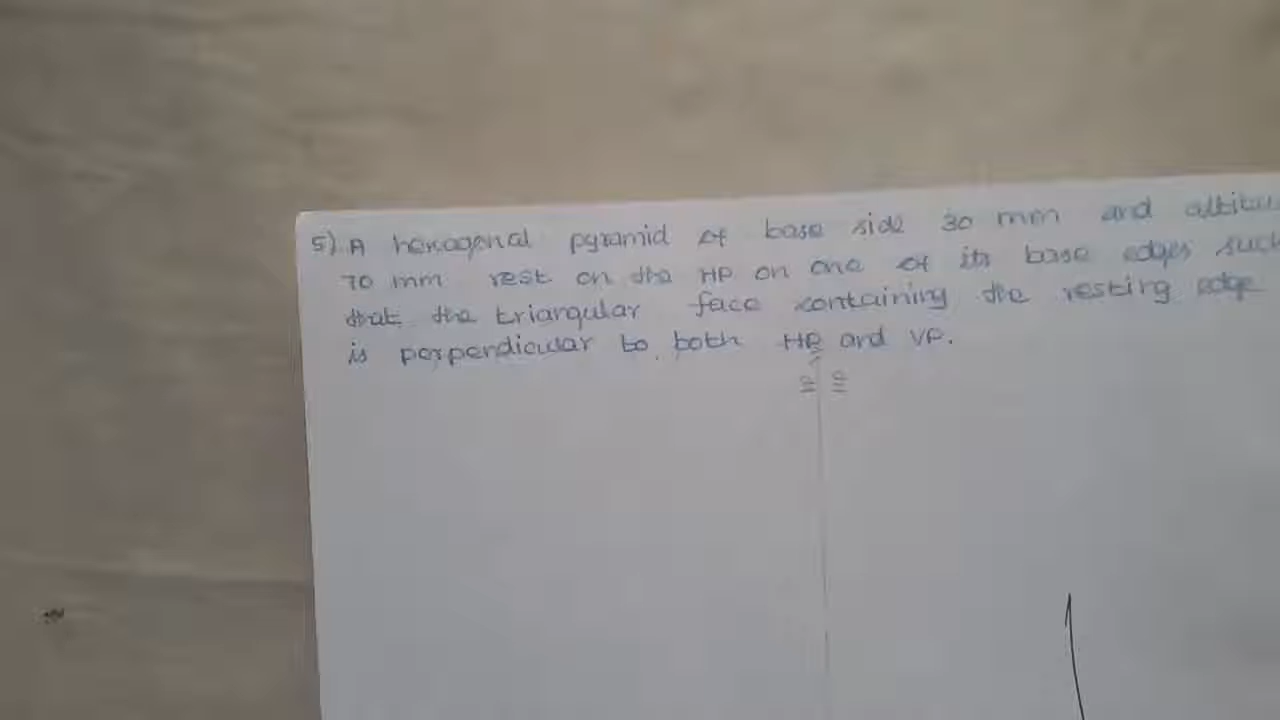 5). A hexagonal pyramid of base side 30 mm and altitu
70 mm rest on the HP on one of its base edges such
that the triangular face containing the resting edge
is perpendicular to both HP and VP.